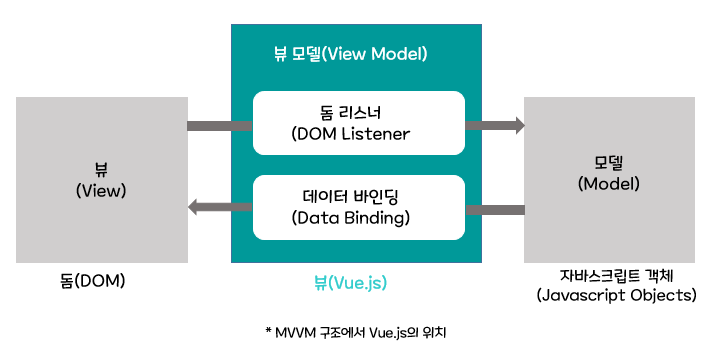 뷰 모델(View Model)
돔 리스너
(DOM Listener
뷰
(View)
모델
(Model)
데이터 바인딩
(Data Binding)
돔(DOM)
뷰(Vue.js)
자바스크립트 객체
(Javascript Objects)
* MVVM 구조에서 Vue.js의 위치